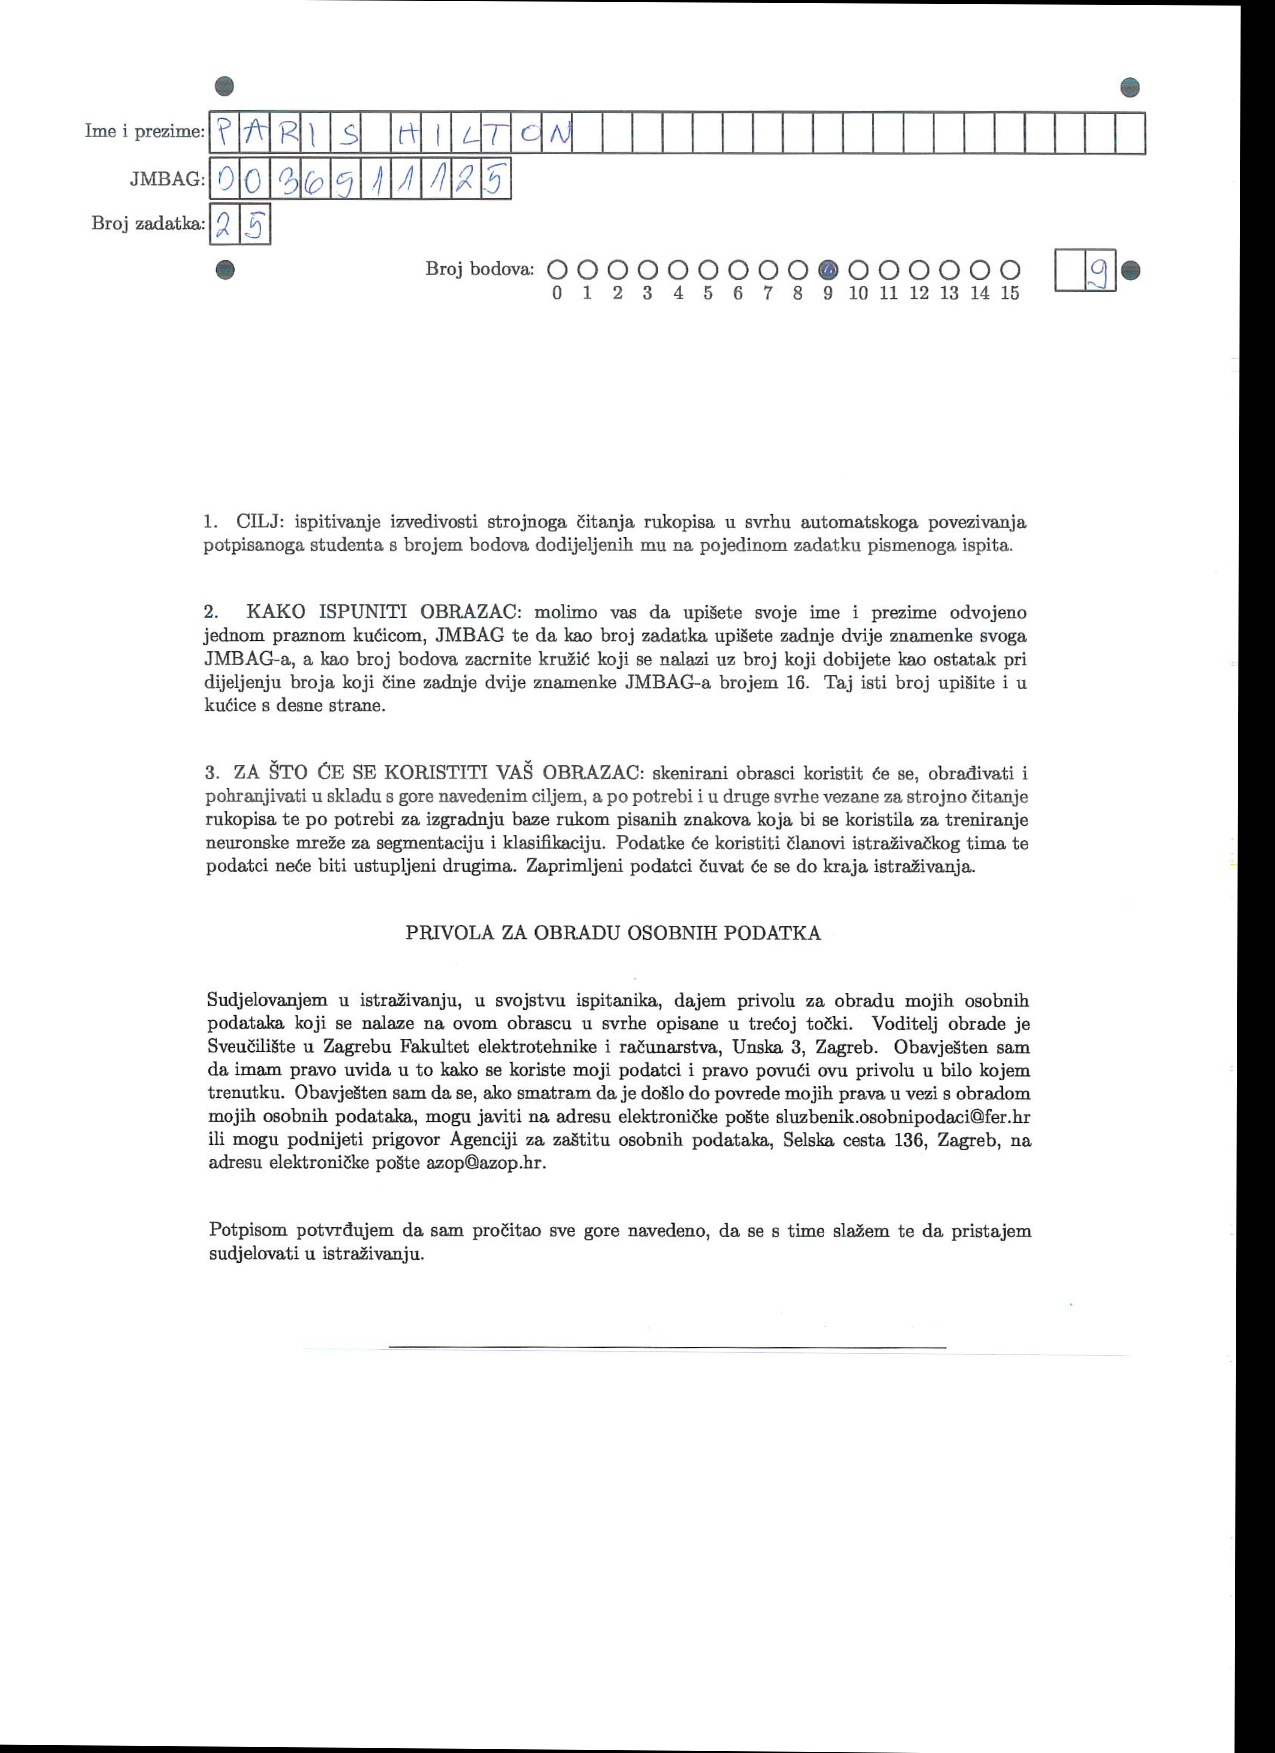 Ime i prezime: PARIS HILTON
JMBAG: 0036911125
Broj zadatka: 25
Broj bodova: 9
0 1 2 3 4 5 6 7 8 9 10 11 12 13 14 15
1. CILJ: ispitivanje izvedivosti strojnoga čitanja rukopisa u svrhu automatskoga povezivanja
potpisanoga studenta s brojem bodova dodijeljenih mu na pojedinom zadatku pismenoga ispita.
2. KAKO ISPUNITI OBRAZAC: molimo vas da upišete svoje ime i prezime odvojeno
jednom praznom kućicom, JMBAG te da kao broj zadatka upišete zadnje dvije znamenke svoga
JMBAG-a, a kao broj bodova zacrnite kružić koji se nalazi uz broj koji dobijete kao ostatak pri
dijeljenju broja koji čine zadnje dvije znamenke JMBAG-a brojem 16. Taj isti broj upišite i u
kućice s desne strane.
3. ZA ŠTO ĆE SE KORISTITI VAŠ OBRAZAC: skenirani obrasci koristit će se, obrađivati i
pohranjivati u skladu s gore navedenim ciljem, a po potrebi i u druge svrhe vezane za strojno čitanje
rukopisa te po potrebi za izgradnju baze rukom pisanih znakova koja bi se koristila za treniranje
neuronske mreže za segmentaciju i klasifikaciju. Podatke će koristiti članovi istraživačkog tima te
podatci neće biti ustupljeni drugima. Zaprimljeni podatci čuvat će se do kraja istraživanja.
PRIVOLA ZA OBRADU OSOBNIH PODATKA
Sudjelovanjem u istraživanju, u svojstvu ispitanika, dajem privolu za obradu mojih osobnih
podataka koji se nalaze na ovom obrascu u svrhe opisane u trećoj točki. Voditelj obrade je
Sveučilište u Zagrebu Fakultet elektrotehnike i računarstva, Unska 3, Zagreb. Obavješten sam
da imam pravo uvida u to kako se koriste moji podatci i pravo povući ovu privolu u bilo kojem
trenutku. Obavješten sam da se, ako smatram da je došlo do povrede mojih prava u vezi s obradom
mojih osobnih podataka, mogu javiti na adresu elektroničke pošte sluzbenik.osobnipodaci@fer.hr
ili mogu podnijeti prigovor Agenciji za zaštitu osobnih podataka, Selska cesta 136, Zagreb, na
adresu elektroničke pošte azop@azop.hr.
Potpisom potvrđujem da sam pročitao sve gore navedeno, da se s time slažem te da pristajem
sudjelovati u istraživanju.